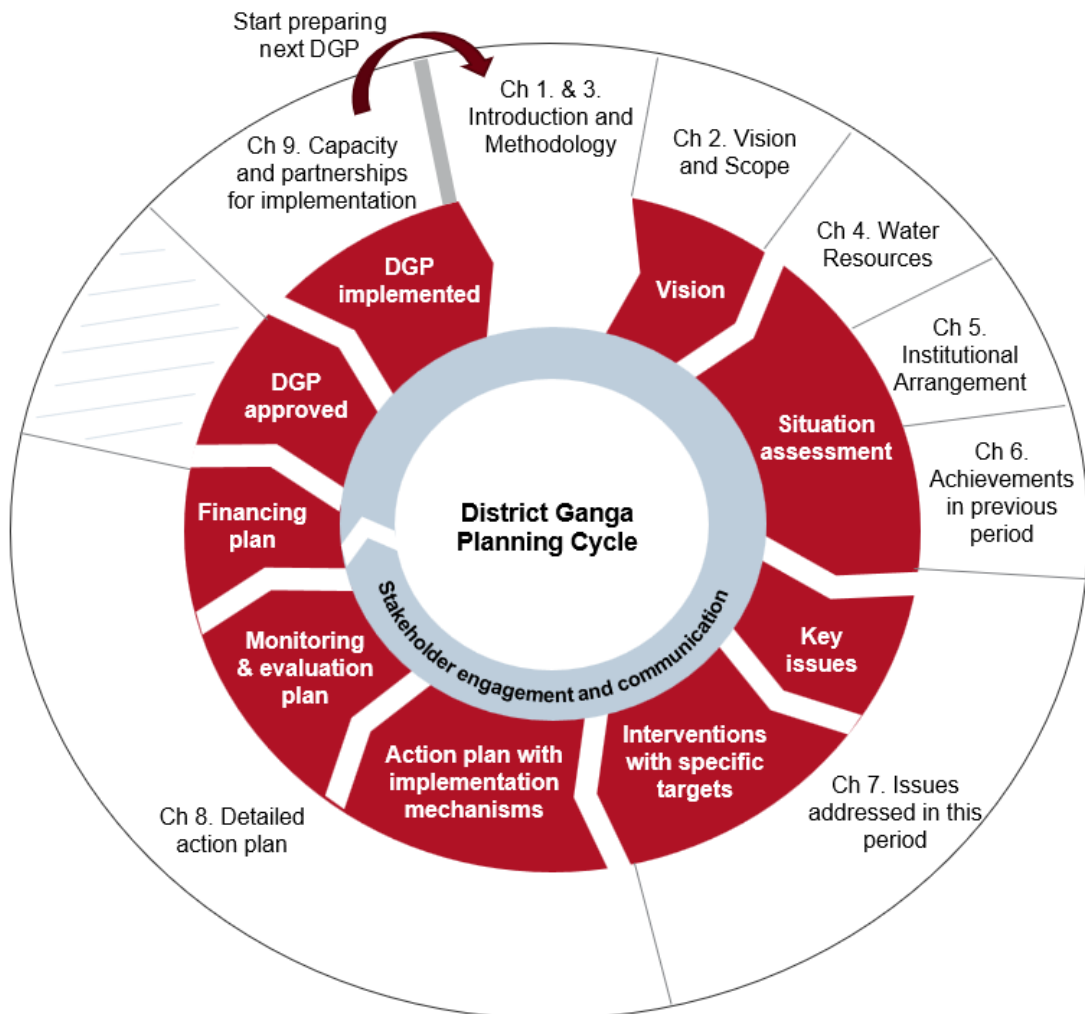 Start preparing
next DGP
Ch 1. & 3.
Introduction and
Methodology
Ch 2. Vision
and Scope
Ch 4. Water
Resources
Ch 5.
Institutional
Arrangement
Ch 6.
Achievements
in previous
period
Ch 7. Issues
addressed in this
period
Ch 8. Detailed
action plan
Ch 9. Capacity
and partnerships
for implementation
Vision
Situation
assessment
Key
issues
Interventions
with specific
targets
Action plan with
implementation
mechanisms
Monitoring
& evaluation
plan
Financing
plan
DGP
approved
DGP
implemented
Stakeholder engagement and communication
District Ganga
Planning Cycle